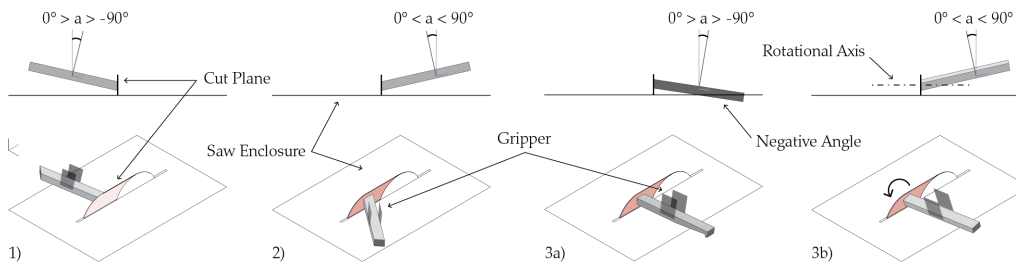 0° > a > -90°
0° < a < 90°
0° > a > -90°
0° < a < 90°
Cut Plane
Rotational Axis
Saw Enclosure
Gripper
Negative Angle
1)
2)
3a)
3b)